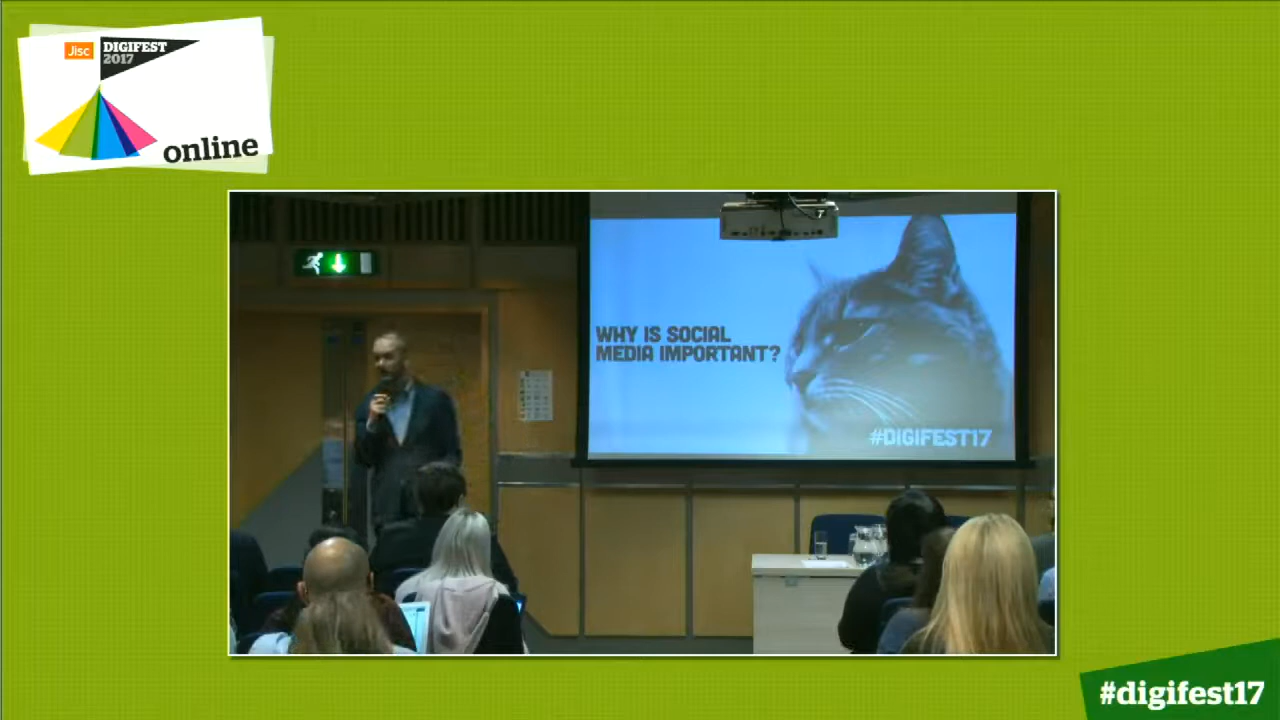 Jisc
DIGIFEST
2017
online
WHY IS SOCIAL
MEDIA IMPORTANT?
#DIGIFEST17
#digifest17